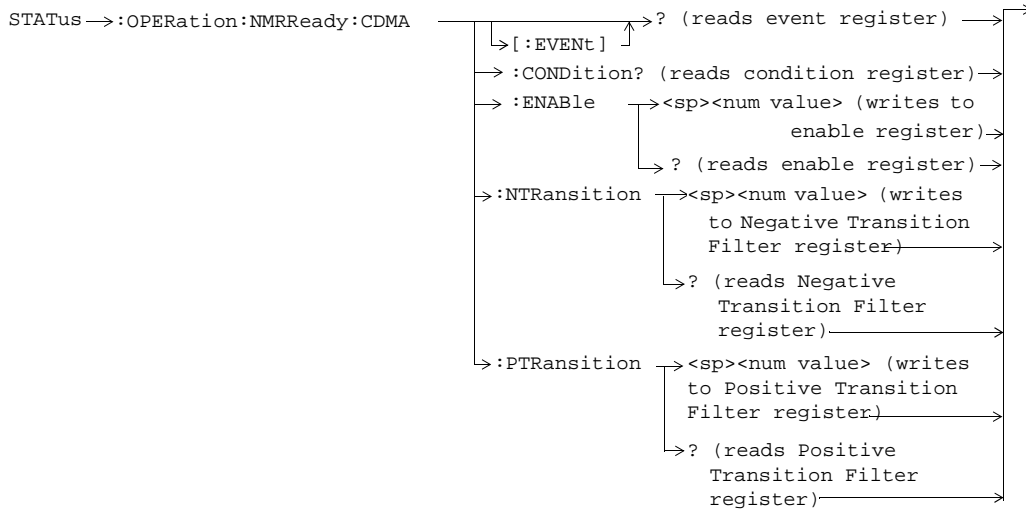 STATus :OPERation:NMRReady:CDMA ? (reads event register)
[:EVENt]
:CONDition? (reads condition register)
:ENABle <sp><num value> (writes to
enable register)
? (reads enable register)
:NTRansition <sp><num value> (writes
to Negative Transition
Filter register)
? (reads Negative
Transition Filter
register)
:PTRansition <sp><num value> (writes
to Positive Transition
Filter register)
? (reads Positive
Transition Filter
register)